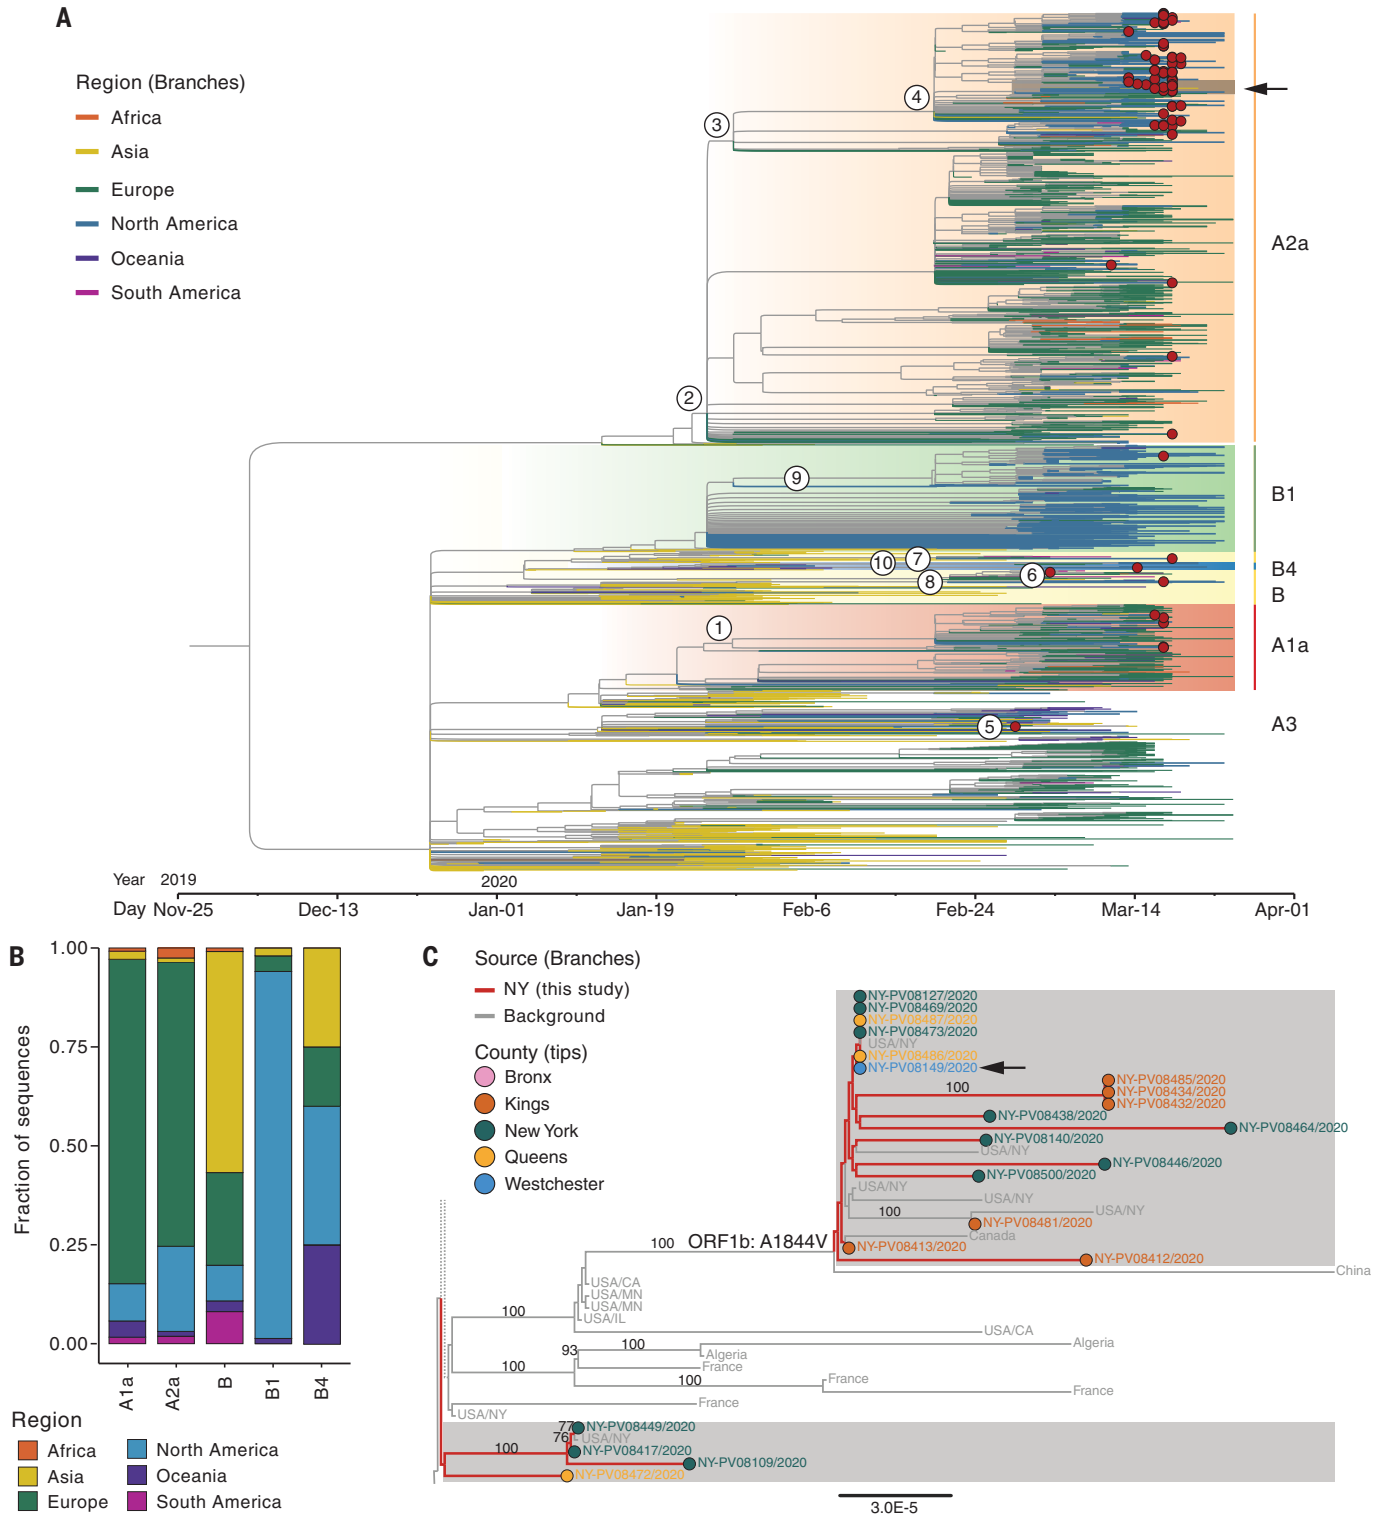 A
Region (Branches)
Africa
Asia
Europe
North America
Oceania
South America
4
3
2
9
10
7
8
6
1
5
A2a
B1
B4
B
A1a
A3
Year 2019 2020
Day Nov-25 Dec-13 Jan-01 Jan-19 Feb-6 Feb-24 Mar-14 Apr-01
B
Fraction of sequences
1.00
0.75
0.50
0.25
0.00
A1a A2a B B1 B4
Region
Africa North America
Asia Oceania
Europe South America
C
Source (Branches)
NY (this study)
Background
County (tips)
Bronx
Kings
New York
Queens
Westchester
NY-PV08127/2020
NY-PV08469/2020
NY-PV08487/2020
NY-PV08473/2020
USA/NY
NY-PV08486/2020
NY-PV08149/2020
NY-PV08485/2020
100 NY-PV08434/2020
NY-PV08432/2020
NY-PV08438/2020
NY-PV08464/2020
NY-PV08140/2020
USA/NY
NY-PV08446/2020
NY-PV08500/2020
USA/NY
USA/NY
100 USA/NY
NY-PV08481/2020
Canada
100 ORF1b: A1844V NY-PV08413/2020
NY-PV08412/2020
China
USA/CA
USA/MN
USA/MN
100 USA/IL
USA/CA
100 Algeria
93 Algeria
100 France
100 France
France
France
USA/NY
77 NY-PV08449/2020
76 USA/NY
100 NY-PV08417/2020
NY-PV08109/2020
NY-PV08472/2020
3.0E-5